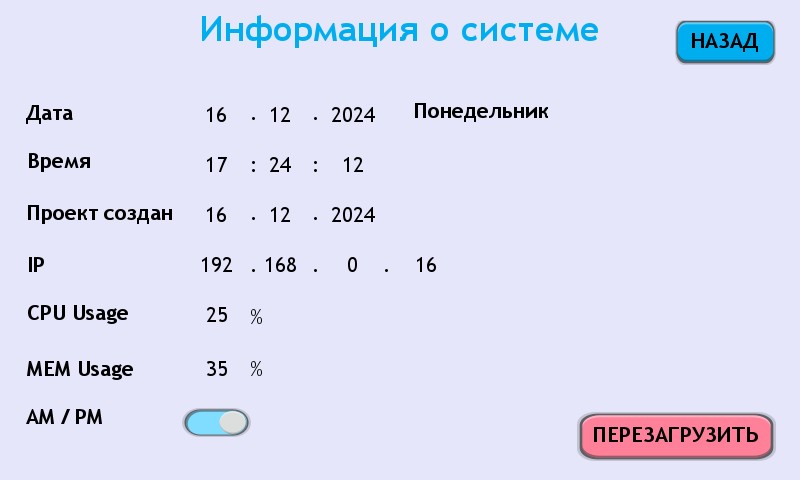 Информация о системе
НАЗАД
Дата 16 . 12 . 2024 Понедельник
Время 17 : 24 : 12
Проект создан 16 . 12 . 2024
IP 192 . 168 . 0 . 16
CPU Usage 25 %
MEM Usage 35 %
AM / PM
ПЕРЕЗАГРУЗИТЬ